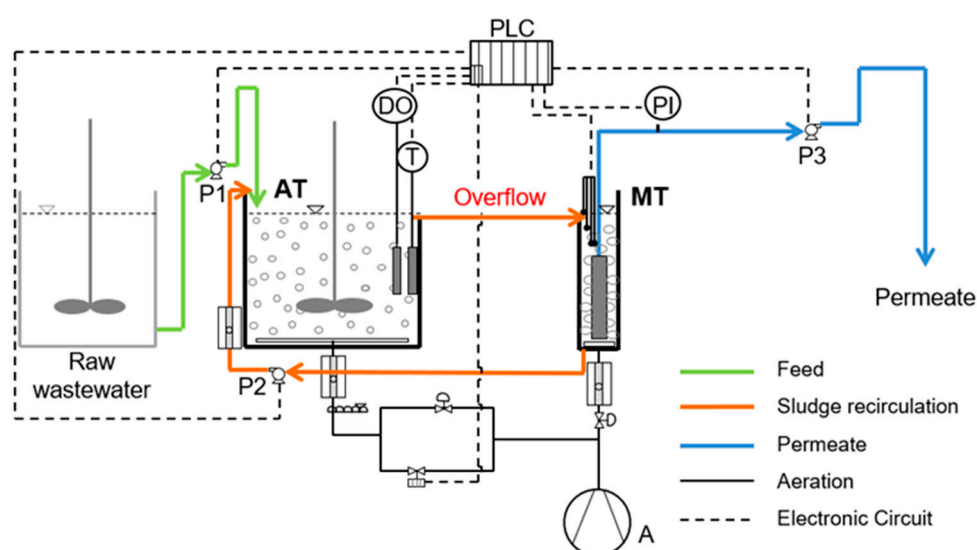 PLC
DO
PI
T
P1
AT
Overflow
MT
P3
Raw
wastewater
P2
Permeate
Feed
Sludge recirculation
Permeate
Aeration
Electronic Circuit
A